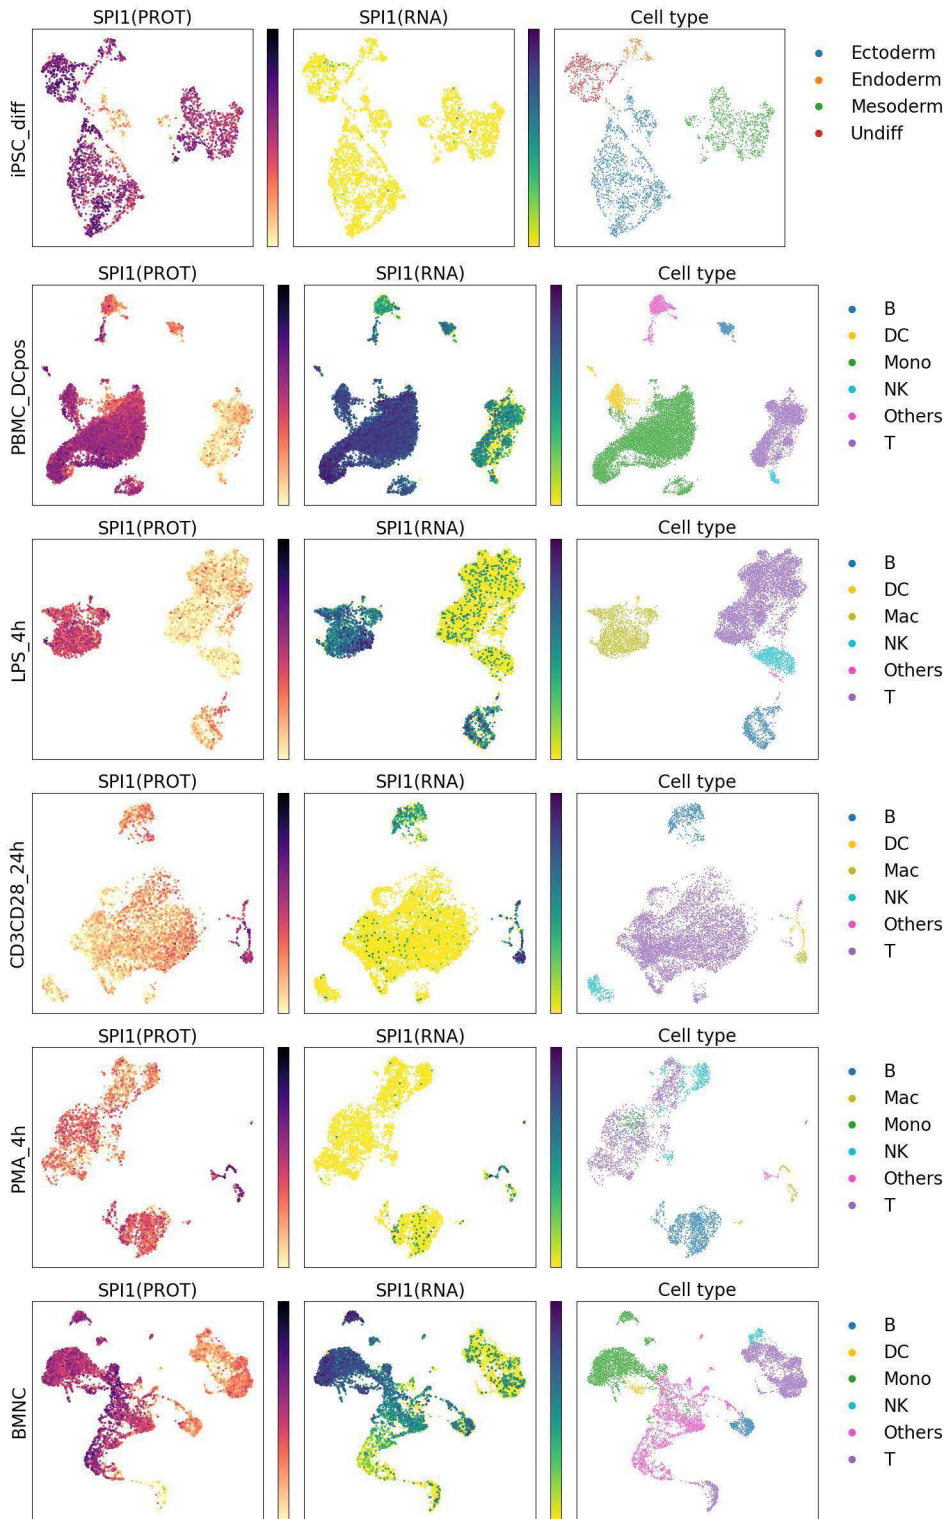 SPI1(PROT) SPI1(RNA) Cell type
iPSC_diff
Ectoderm
Endoderm
Mesoderm
Undiff
SPI1(PROT) SPI1(RNA) Cell type
PBMC_DCpos
B
DC
Mono
NK
Others
T
SPI1(PROT) SPI1(RNA) Cell type
LPS_4h
B
DC
Mac
NK
Others
T
SPI1(PROT) SPI1(RNA) Cell type
CD3CD28_24h
B
DC
Mac
NK
Others
T
SPI1(PROT) SPI1(RNA) Cell type
PMA_4h
B
Mac
Mono
NK
Others
T
SPI1(PROT) SPI1(RNA) Cell type
BMNC
B
DC
Mono
NK
Others
T